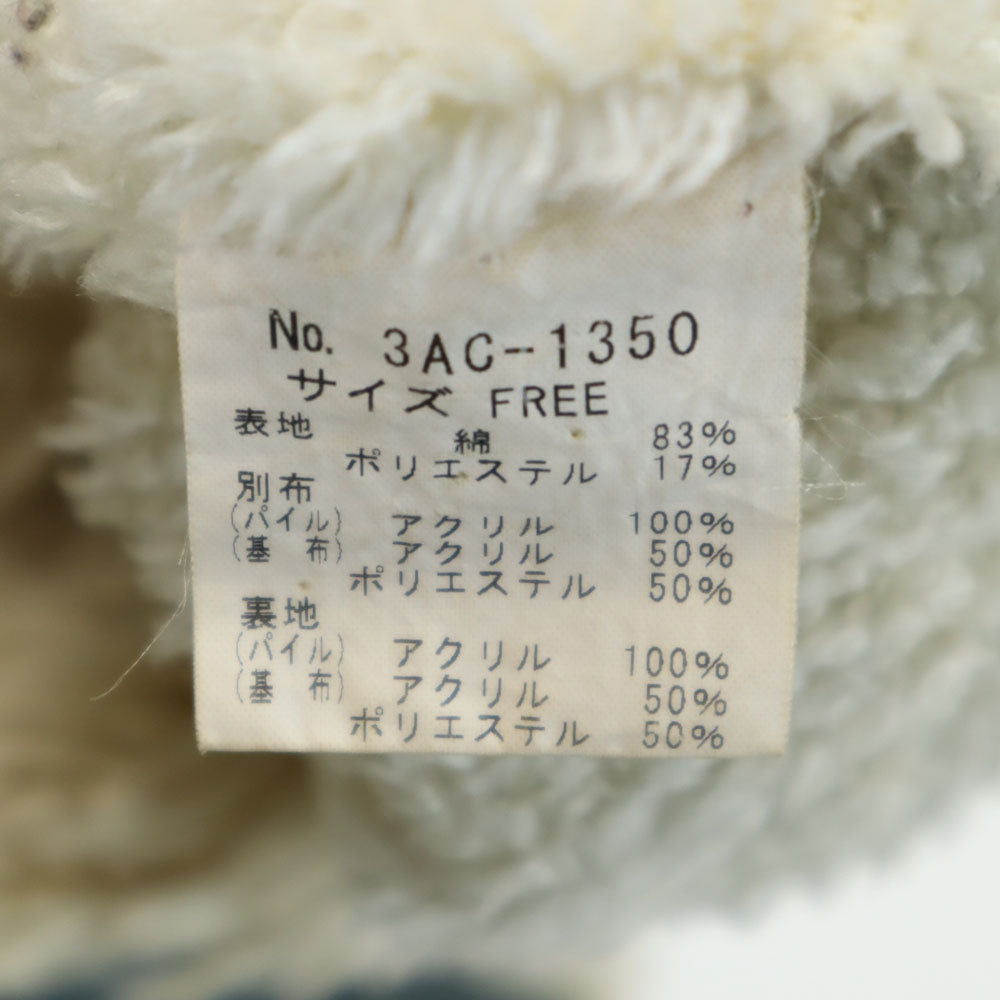 No. 3AC-1350
サイズ FREE
表地 綿 83%
ポリエステル 17%
別布
(パイル) アクリル 100%
(基 布) アクリル 50%
ポリエステル 50%
裏地
(パイル) アクリル 100%
(基 布) アクリル 50%
ポリエステル 50%